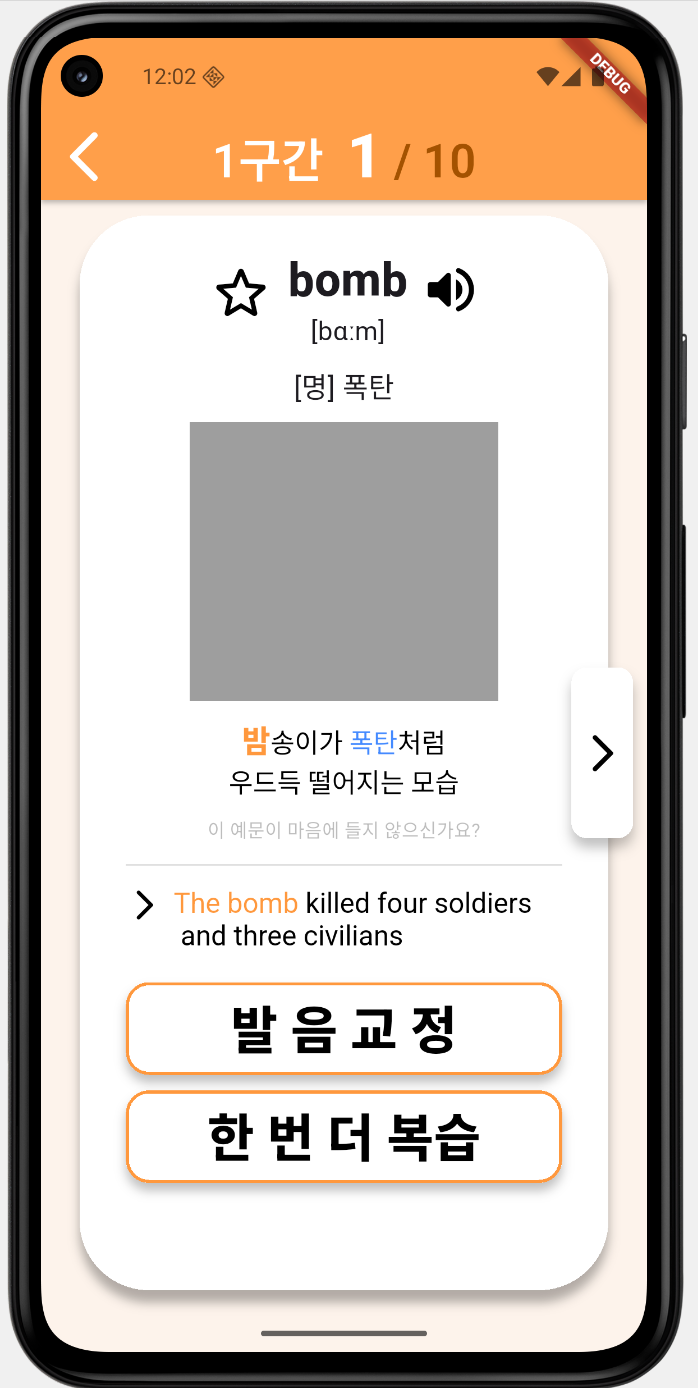 12:02
DEBUG
1구간 1 / 10
bomb
[bɑːm]
[명] 폭탄
밤송이가 폭탄처럼
우드득 떨어지는 모습
이 예문이 마음에 들지 않으신가요?
The bomb killed four soldiers
and three civilians
발 음 교 정
한 번 더 복습